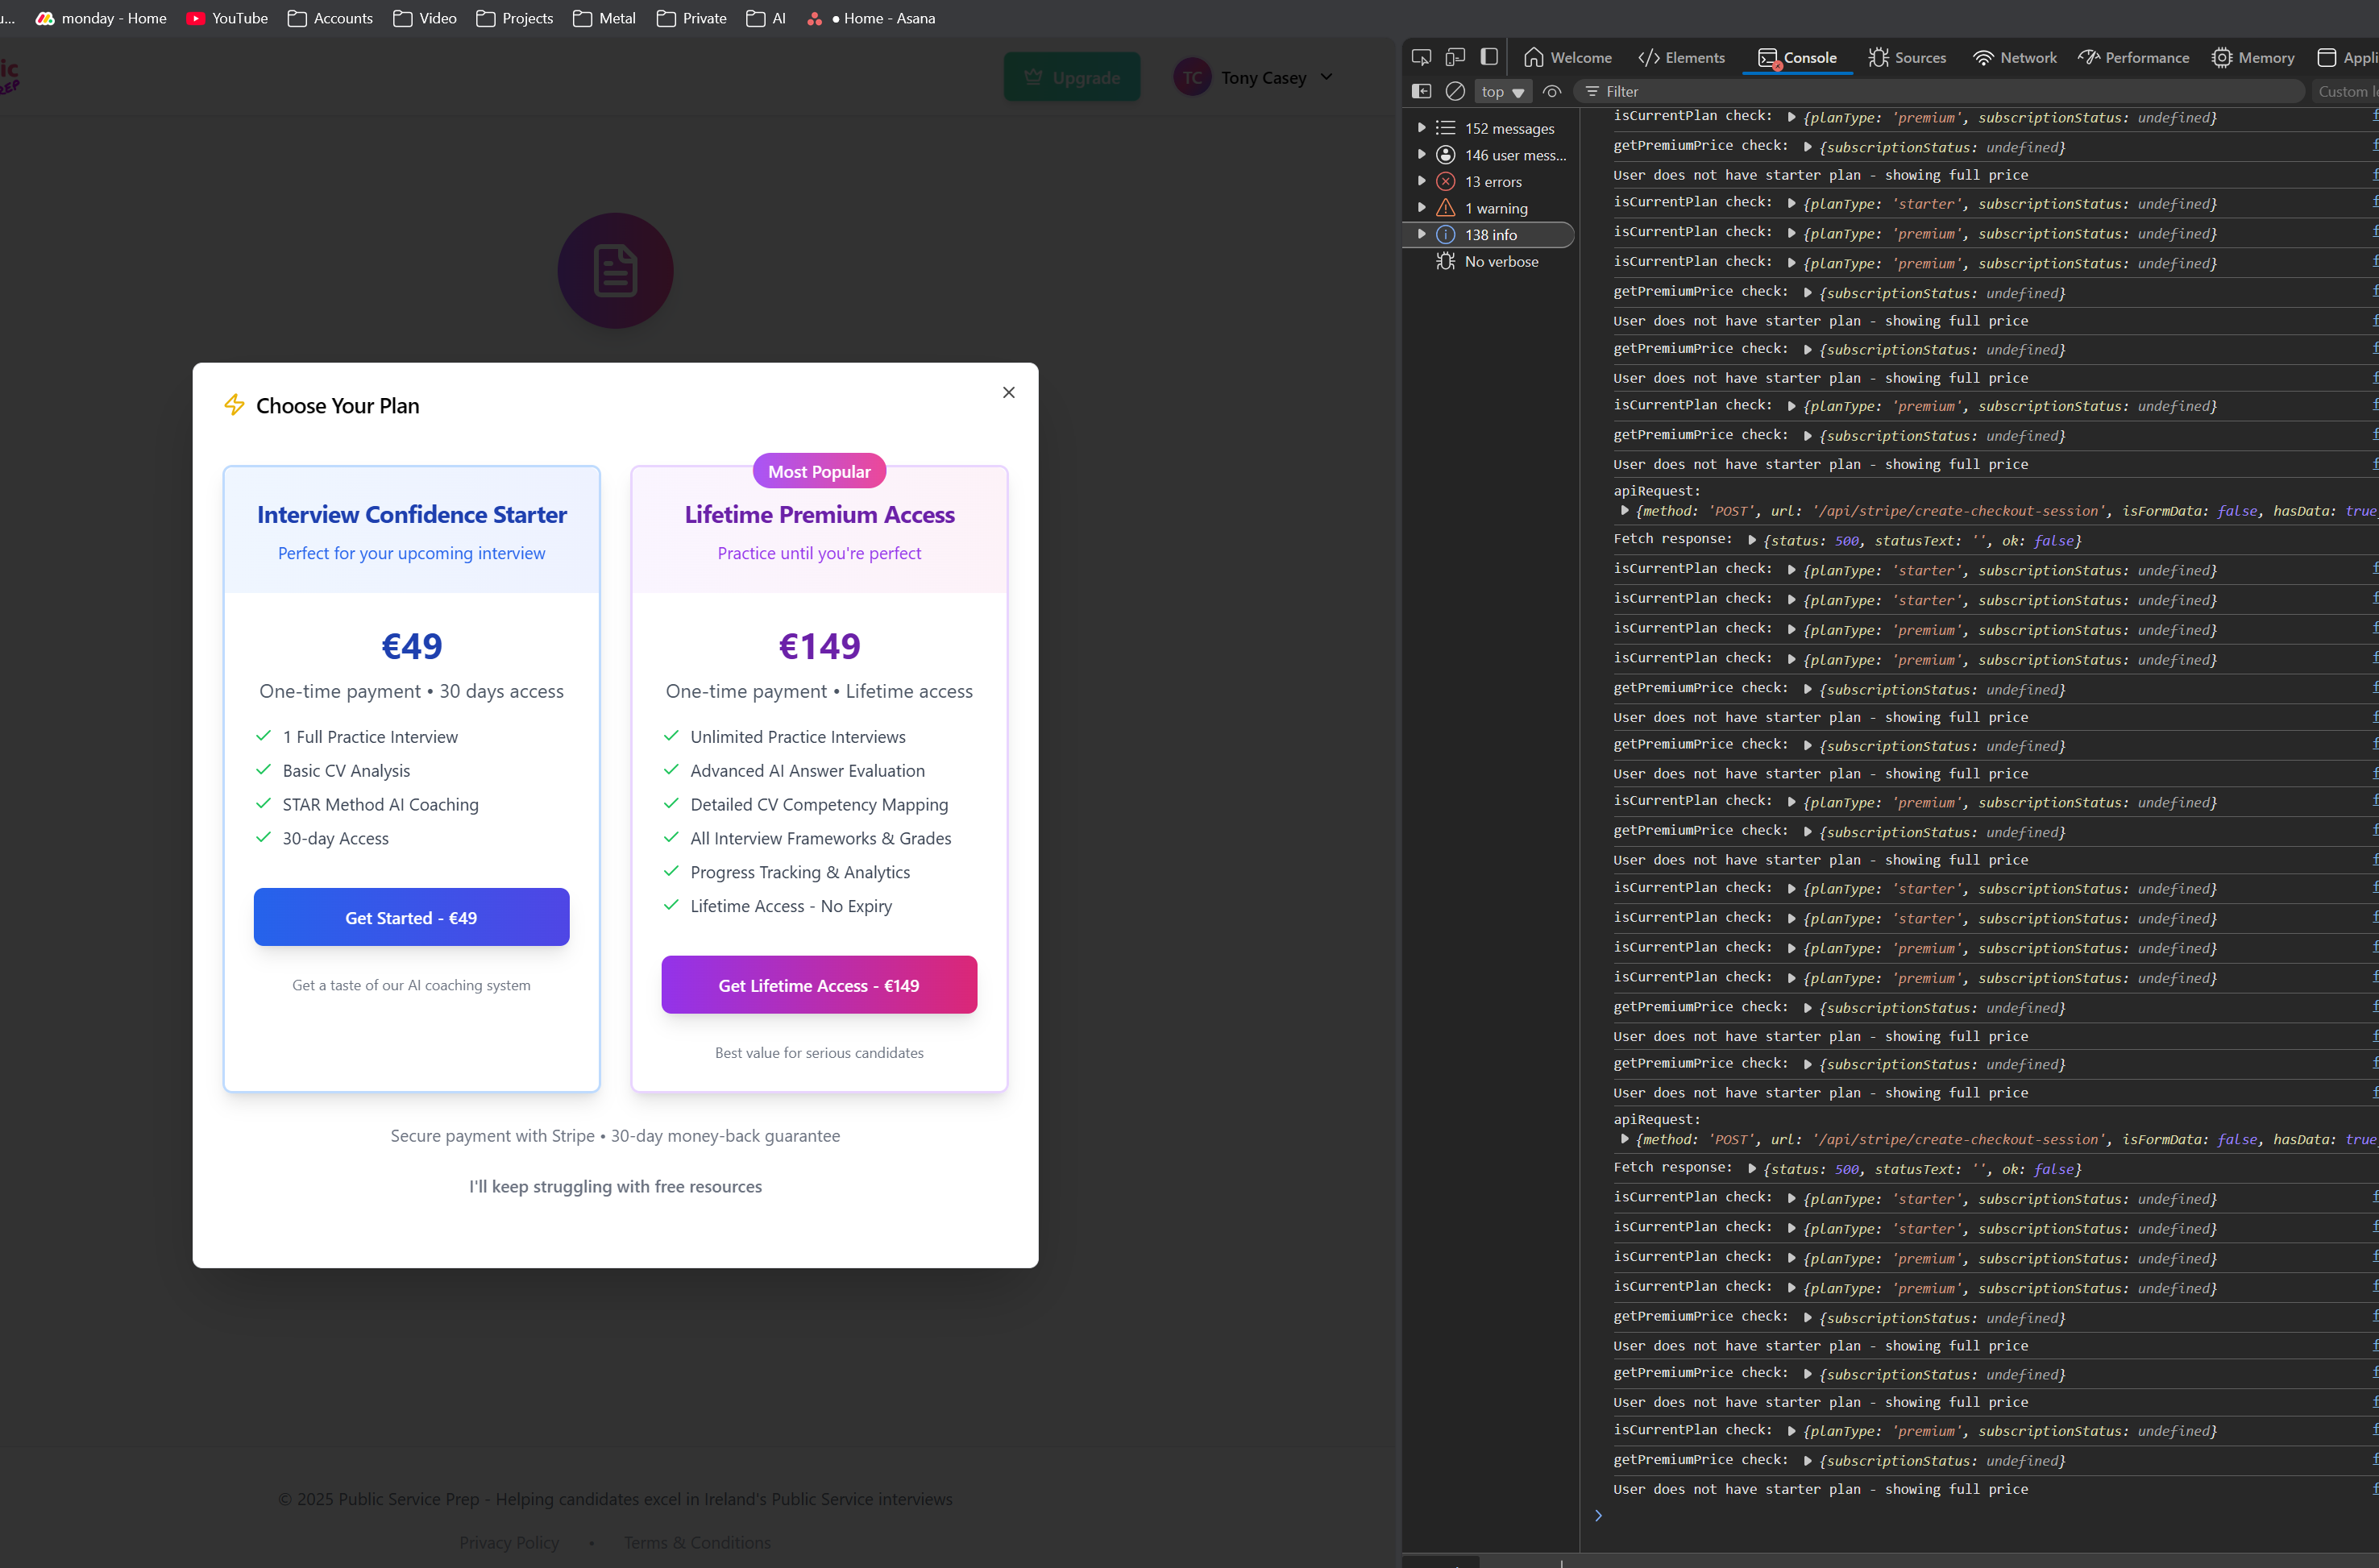 monday - Home
YouTube
Accounts
Video
Projects
Metal
Private
AI
● Home - Asana
Upgrade
TC
Tony Casey
Choose Your Plan
Interview Confidence Starter
Perfect for your upcoming interview
€49
One-time payment • 30 days access
1 Full Practice Interview
Basic CV Analysis
STAR Method AI Coaching
30-day Access
Get Started - €49
Get a taste of our AI coaching system
Most Popular
Lifetime Premium Access
Practice until you're perfect
€149
One-time payment • Lifetime access
Unlimited Practice Interviews
Advanced AI Answer Evaluation
Detailed CV Competency Mapping
All Interview Frameworks & Grades
Progress Tracking & Analytics
Lifetime Access - No Expiry
Get Lifetime Access - €149
Best value for serious candidates
Secure payment with Stripe • 30-day money-back guarantee
I'll keep struggling with free resources
© 2025 Public Service Prep - Helping candidates excel in Ireland's Public Service interviews
Privacy Policy • Terms & Conditions
Welcome
Elements
Console
Sources
Network
Performance
Memory
top
Filter
152 messages
146 user mess...
13 errors
1 warning
138 info
No verbose
isCurrentPlan check: {planType: 'premium', subscriptionStatus: undefined}
getPremiumPrice check: {subscriptionStatus: undefined}
User does not have starter plan - showing full price
isCurrentPlan check: {planType: 'starter', subscriptionStatus: undefined}
isCurrentPlan check: {planType: 'premium', subscriptionStatus: undefined}
isCurrentPlan check: {planType: 'premium', subscriptionStatus: undefined}
getPremiumPrice check: {subscriptionStatus: undefined}
User does not have starter plan - showing full price
getPremiumPrice check: {subscriptionStatus: undefined}
User does not have starter plan - showing full price
isCurrentPlan check: {planType: 'premium', subscriptionStatus: undefined}
getPremiumPrice check: {subscriptionStatus: undefined}
User does not have starter plan - showing full price
apiRequest:
{method: 'POST', url: '/api/stripe/create-checkout-session', isFormData: false, hasData: true
Fetch response: {status: 500, statusText: '', ok: false}
isCurrentPlan check: {planType: 'starter', subscriptionStatus: undefined}
isCurrentPlan check: {planType: 'starter', subscriptionStatus: undefined}
isCurrentPlan check: {planType: 'premium', subscriptionStatus: undefined}
isCurrentPlan check: {planType: 'premium', subscriptionStatus: undefined}
getPremiumPrice check: {subscriptionStatus: undefined}
User does not have starter plan - showing full price
getPremiumPrice check: {subscriptionStatus: undefined}
User does not have starter plan - showing full price
isCurrentPlan check: {planType: 'premium', subscriptionStatus: undefined}
getPremiumPrice check: {subscriptionStatus: undefined}
User does not have starter plan - showing full price
isCurrentPlan check: {planType: 'starter', subscriptionStatus: undefined}
isCurrentPlan check: {planType: 'starter', subscriptionStatus: undefined}
isCurrentPlan check: {planType: 'premium', subscriptionStatus: undefined}
isCurrentPlan check: {planType: 'premium', subscriptionStatus: undefined}
getPremiumPrice check: {subscriptionStatus: undefined}
User does not have starter plan - showing full price
getPremiumPrice check: {subscriptionStatus: undefined}
User does not have starter plan - showing full price
apiRequest:
{method: 'POST', url: '/api/stripe/create-checkout-session', isFormData: false, hasData: true
Fetch response: {status: 500, statusText: '', ok: false}
isCurrentPlan check: {planType: 'starter', subscriptionStatus: undefined}
isCurrentPlan check: {planType: 'starter', subscriptionStatus: undefined}
isCurrentPlan check: {planType: 'premium', subscriptionStatus: undefined}
isCurrentPlan check: {planType: 'premium', subscriptionStatus: undefined}
getPremiumPrice check: {subscriptionStatus: undefined}
User does not have starter plan - showing full price
getPremiumPrice check: {subscriptionStatus: undefined}
User does not have starter plan - showing full price
isCurrentPlan check: {planType: 'premium', subscriptionStatus: undefined}
getPremiumPrice check: {subscriptionStatus: undefined}
User does not have starter plan - showing full price